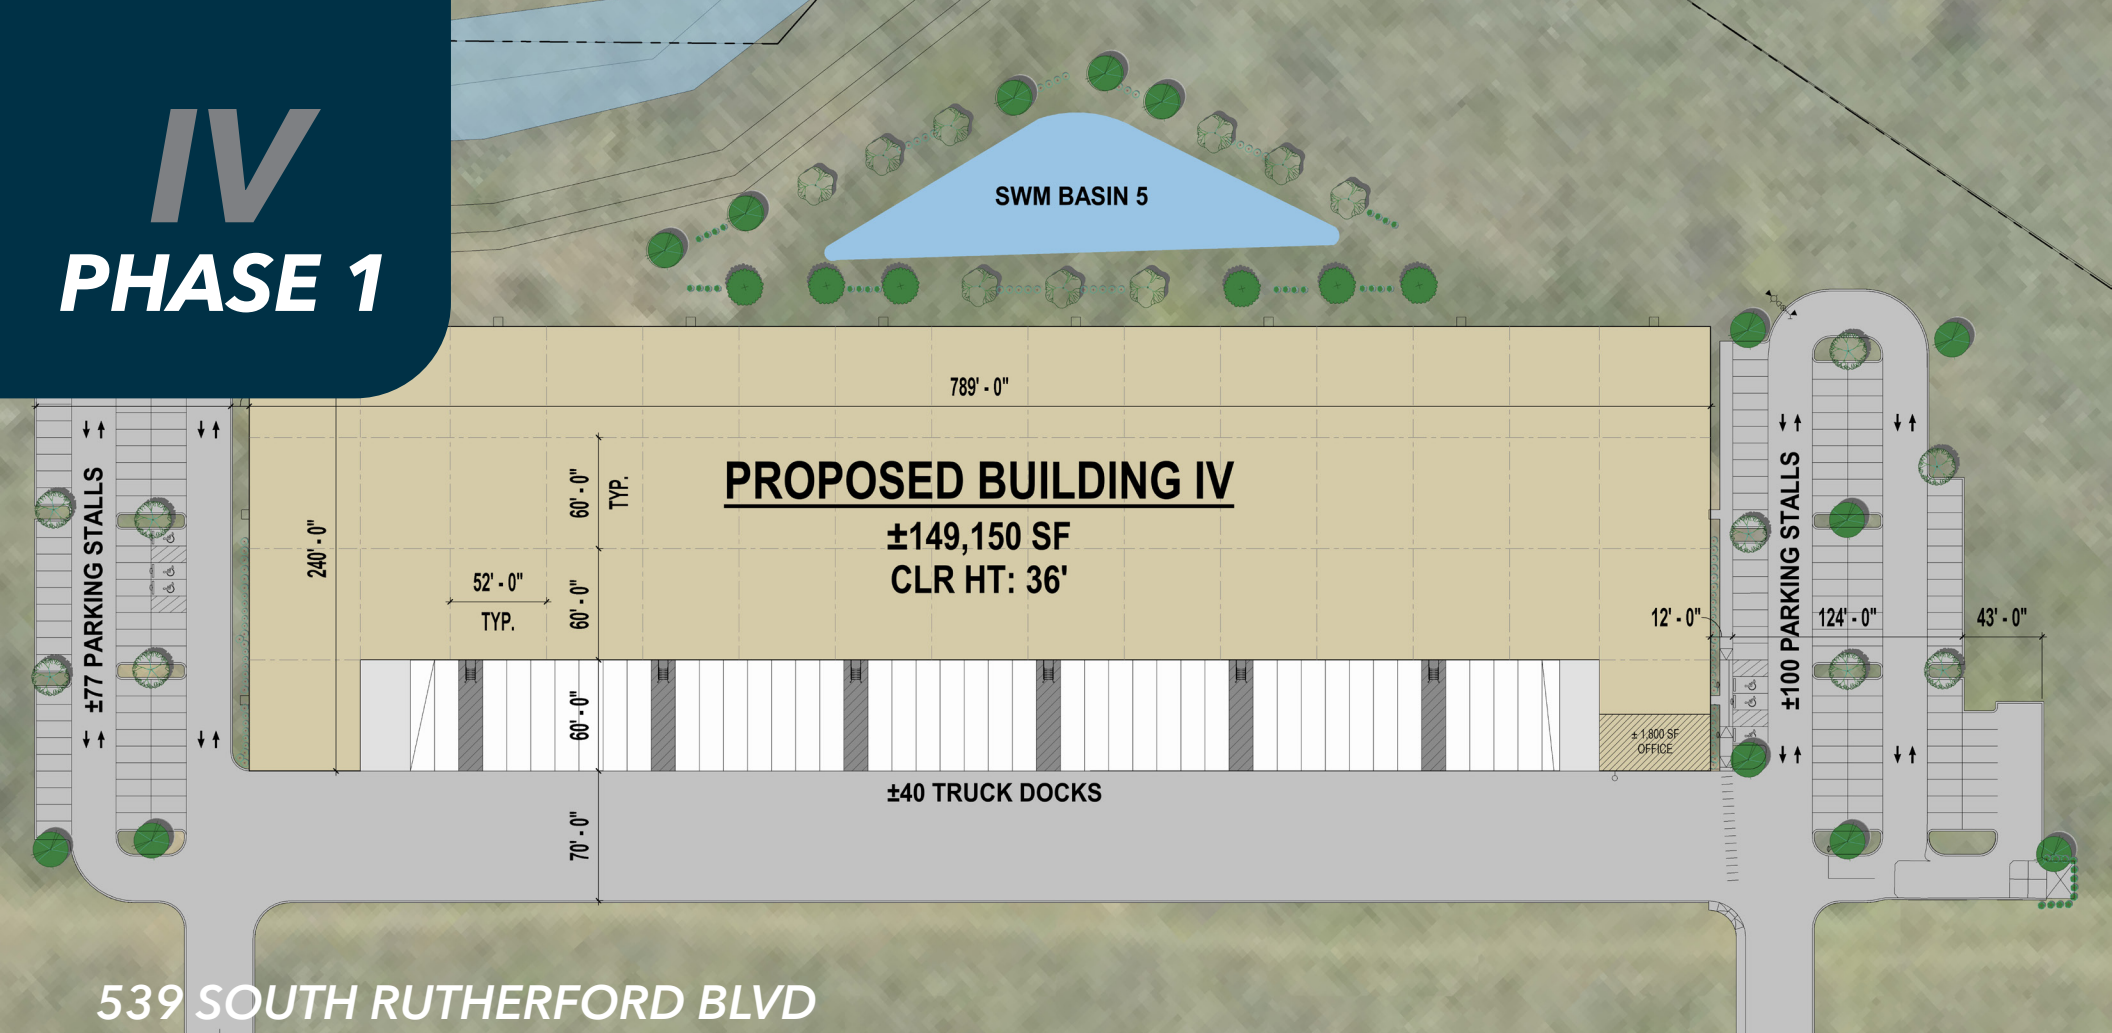 IV
PHASE 1
SWM BASIN 5
789' - 0"
PROPOSED BUILDING IV
±149,150 SF
CLR HT: 36'
240' - 0"
60' - 0"
TYP.
52' - 0"
TYP.
60' - 0"
60' - 0"
70' - 0"
±77 PARKING STALLS
±100 PARKING STALLS
12' - 0"
124' - 0"
43' - 0"
± 1,800 SF
OFFICE
±40 TRUCK DOCKS
539 SOUTH RUTHERFORD BLVD